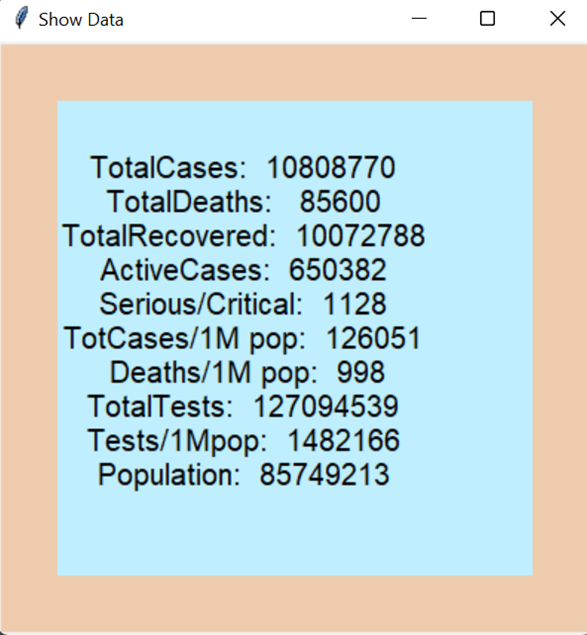 Show Data
TotalCases: 10808770
TotalDeaths: 85600
TotalRecovered: 10072788
ActiveCases: 650382
Serious/Critical: 1128
TotCases/1M pop: 126051
Deaths/1M pop: 998
TotalTests: 127094539
Tests/1Mpop: 1482166
Population: 85749213